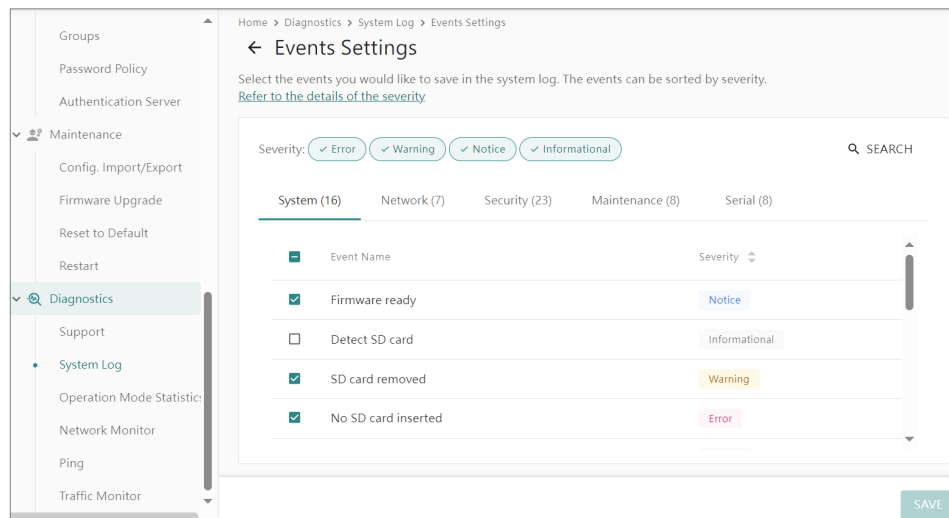 Groups
Password Policy
Authentication Server
Maintenance
Config. Import/Export
Firmware Upgrade
Reset to Default
Restart
Diagnostics
Support
System Log
Operation Mode Statistics
Network Monitor
Ping
Traffic Monitor
Home > Diagnostics > System Log > Events Settings
← Events Settings
Select the events you would like to save in the system log. The events can be sorted by severity.
Refer to the details of the severity
Severity: ✓ Error ✓ Warning ✓ Notice ✓ Informational SEARCH
System (16) Network (7) Security (23) Maintenance (8) Serial (8)
Event Name Severity
Firmware ready Notice
Detect SD card Informational
SD card removed Warning
No SD card inserted Error
SAVE